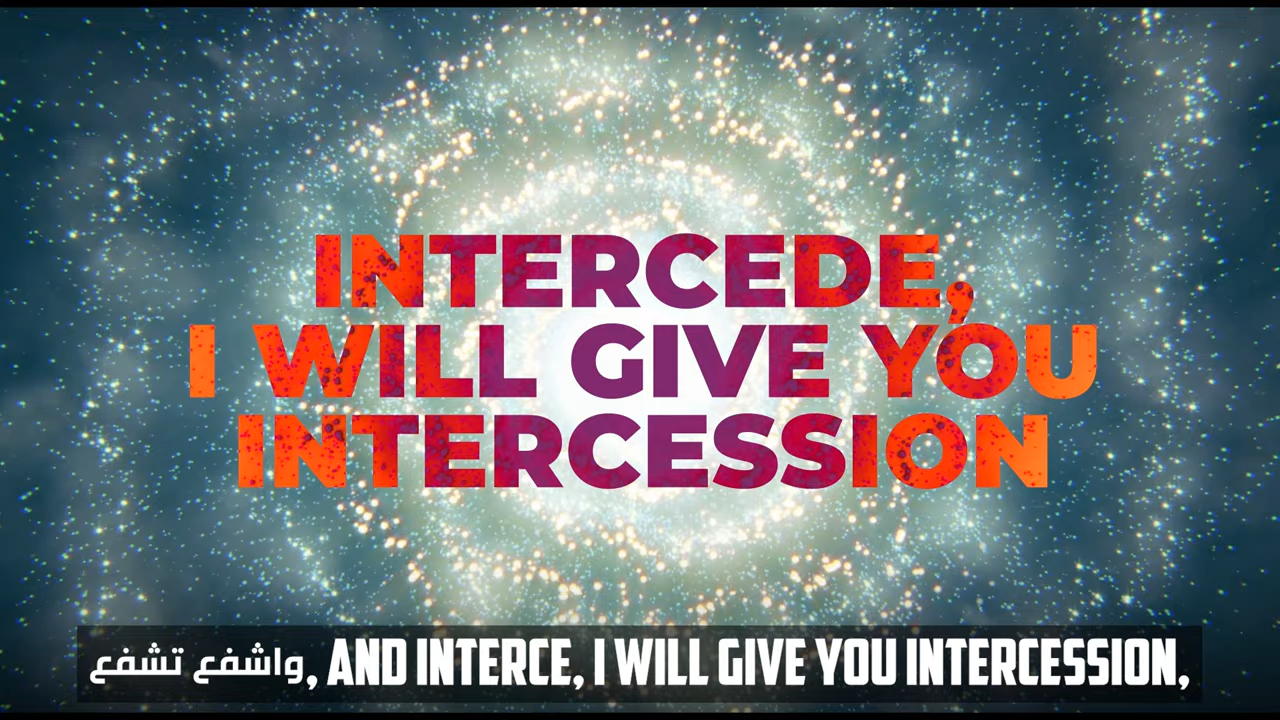 INTERCEDE,
I WILL GIVE YOU
INTERCESSION
واشفع تشفع, AND INTERCE, I WILL GIVE YOU INTERCESSION,